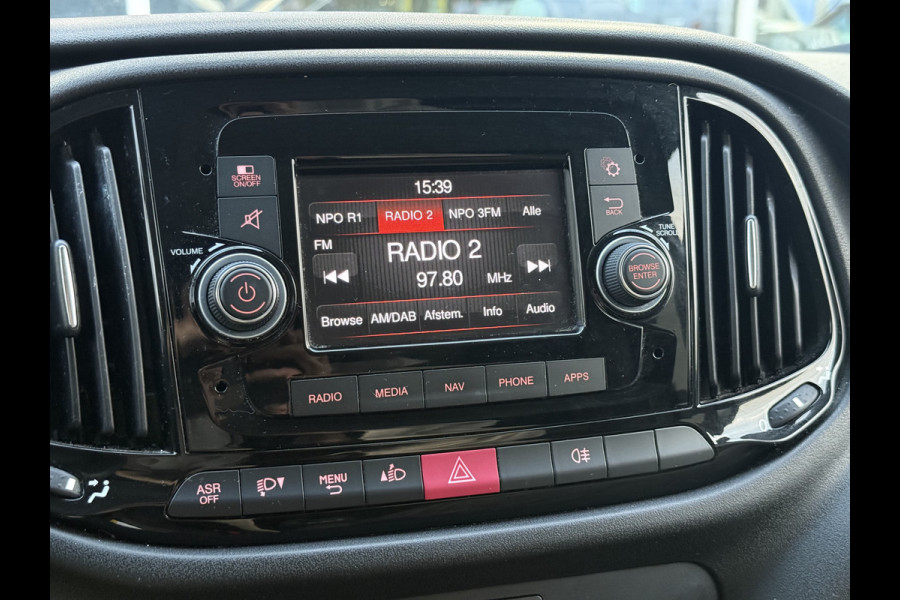 15:39
NPO R1 RADIO 2 NPO 3FM Alle
FM
RADIO 2
97.80 MHz
Browse AM/DAB Afstem. Info Audio
SCREEN
ON/OFF
VOLUME
BACK
TUNE
SCROLL
BROWSE
ENTER
RADIO MEDIA NAV PHONE APPS
ASR
OFF
MENU